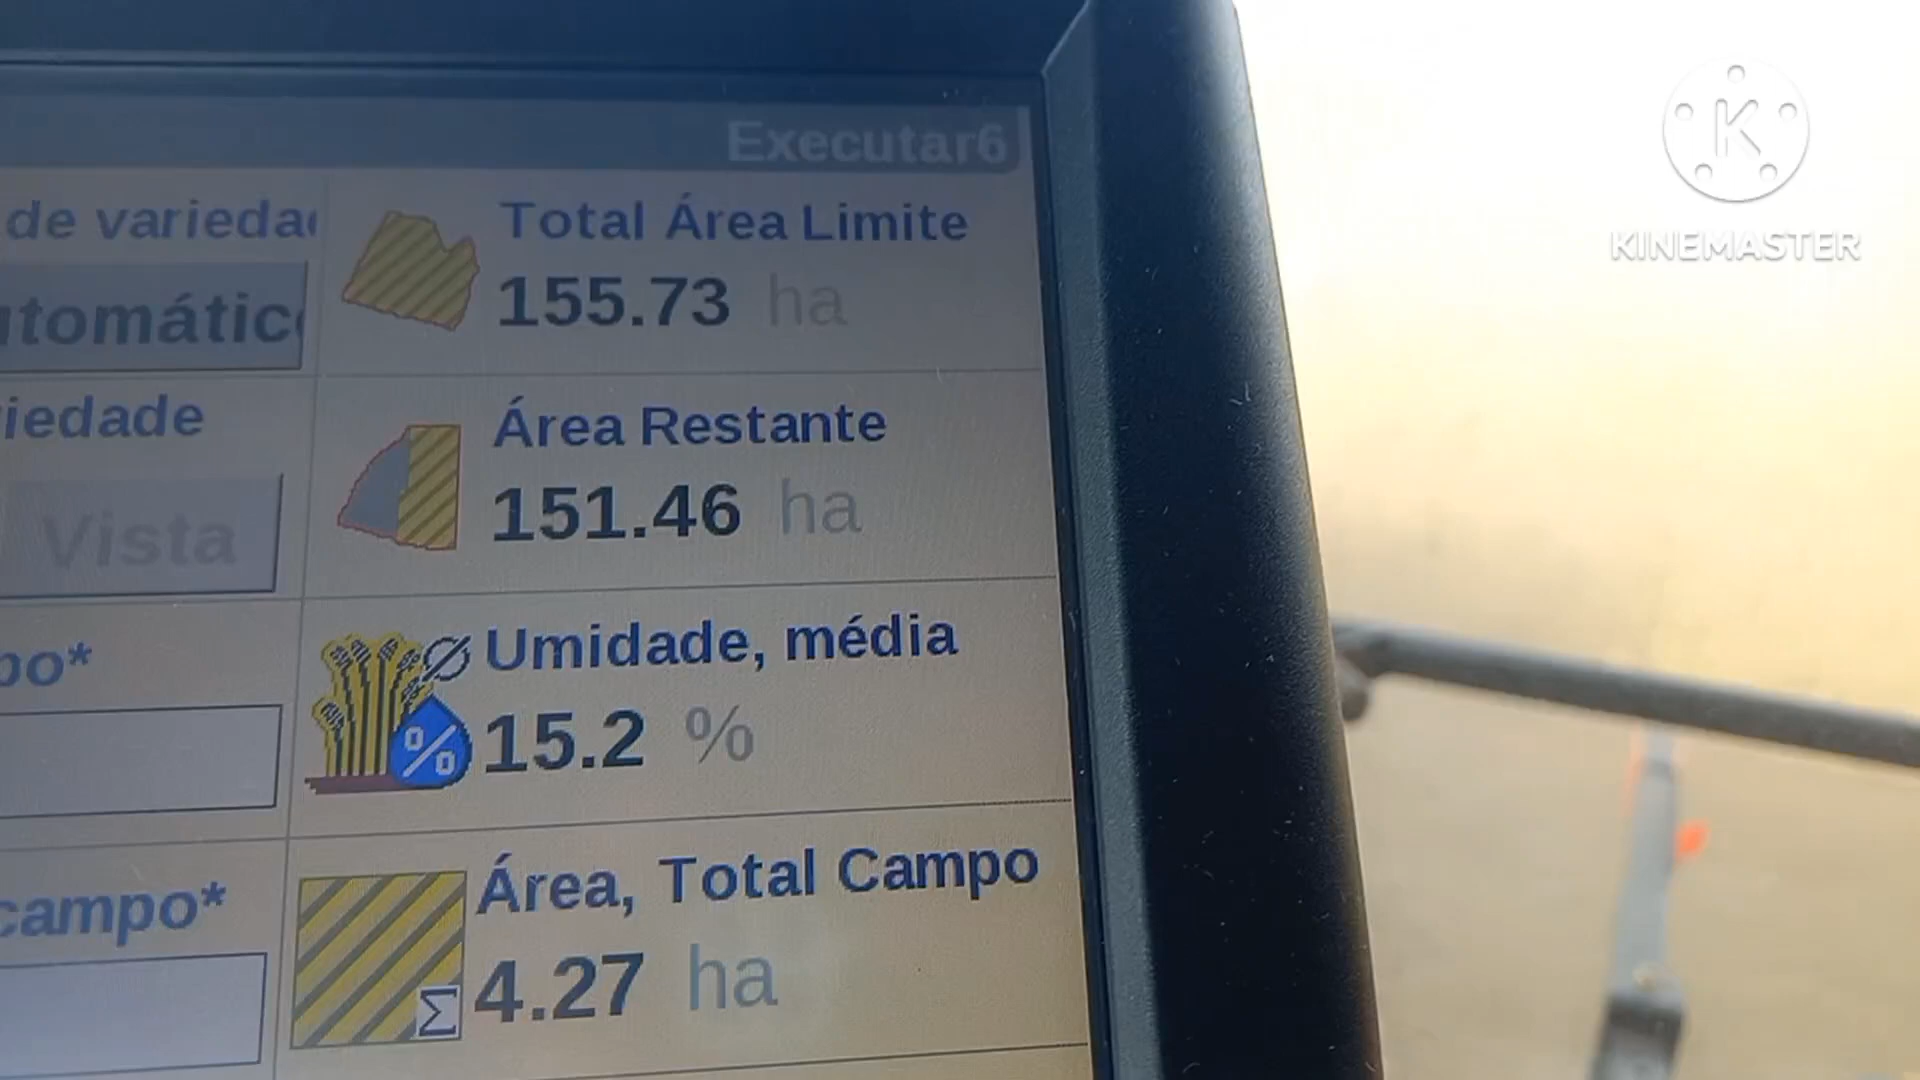 Executar6
de varieda
Total Área Limite
155.73 ha
utomátic
Área Restante
151.46 ha
iedade
Vista
Umidade, média
15.2 %
%
po*
Área, Total Campo
4.27 ha
Σ
campo*
K
KINEMASTER